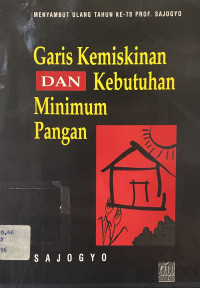 MENYAMBUT ULANG TAHUN KE-70 PROF. SAJOGYO
Garis Kemiskinan
DAN Kebutuhan
Minimum
Pangan
SAJOGYO